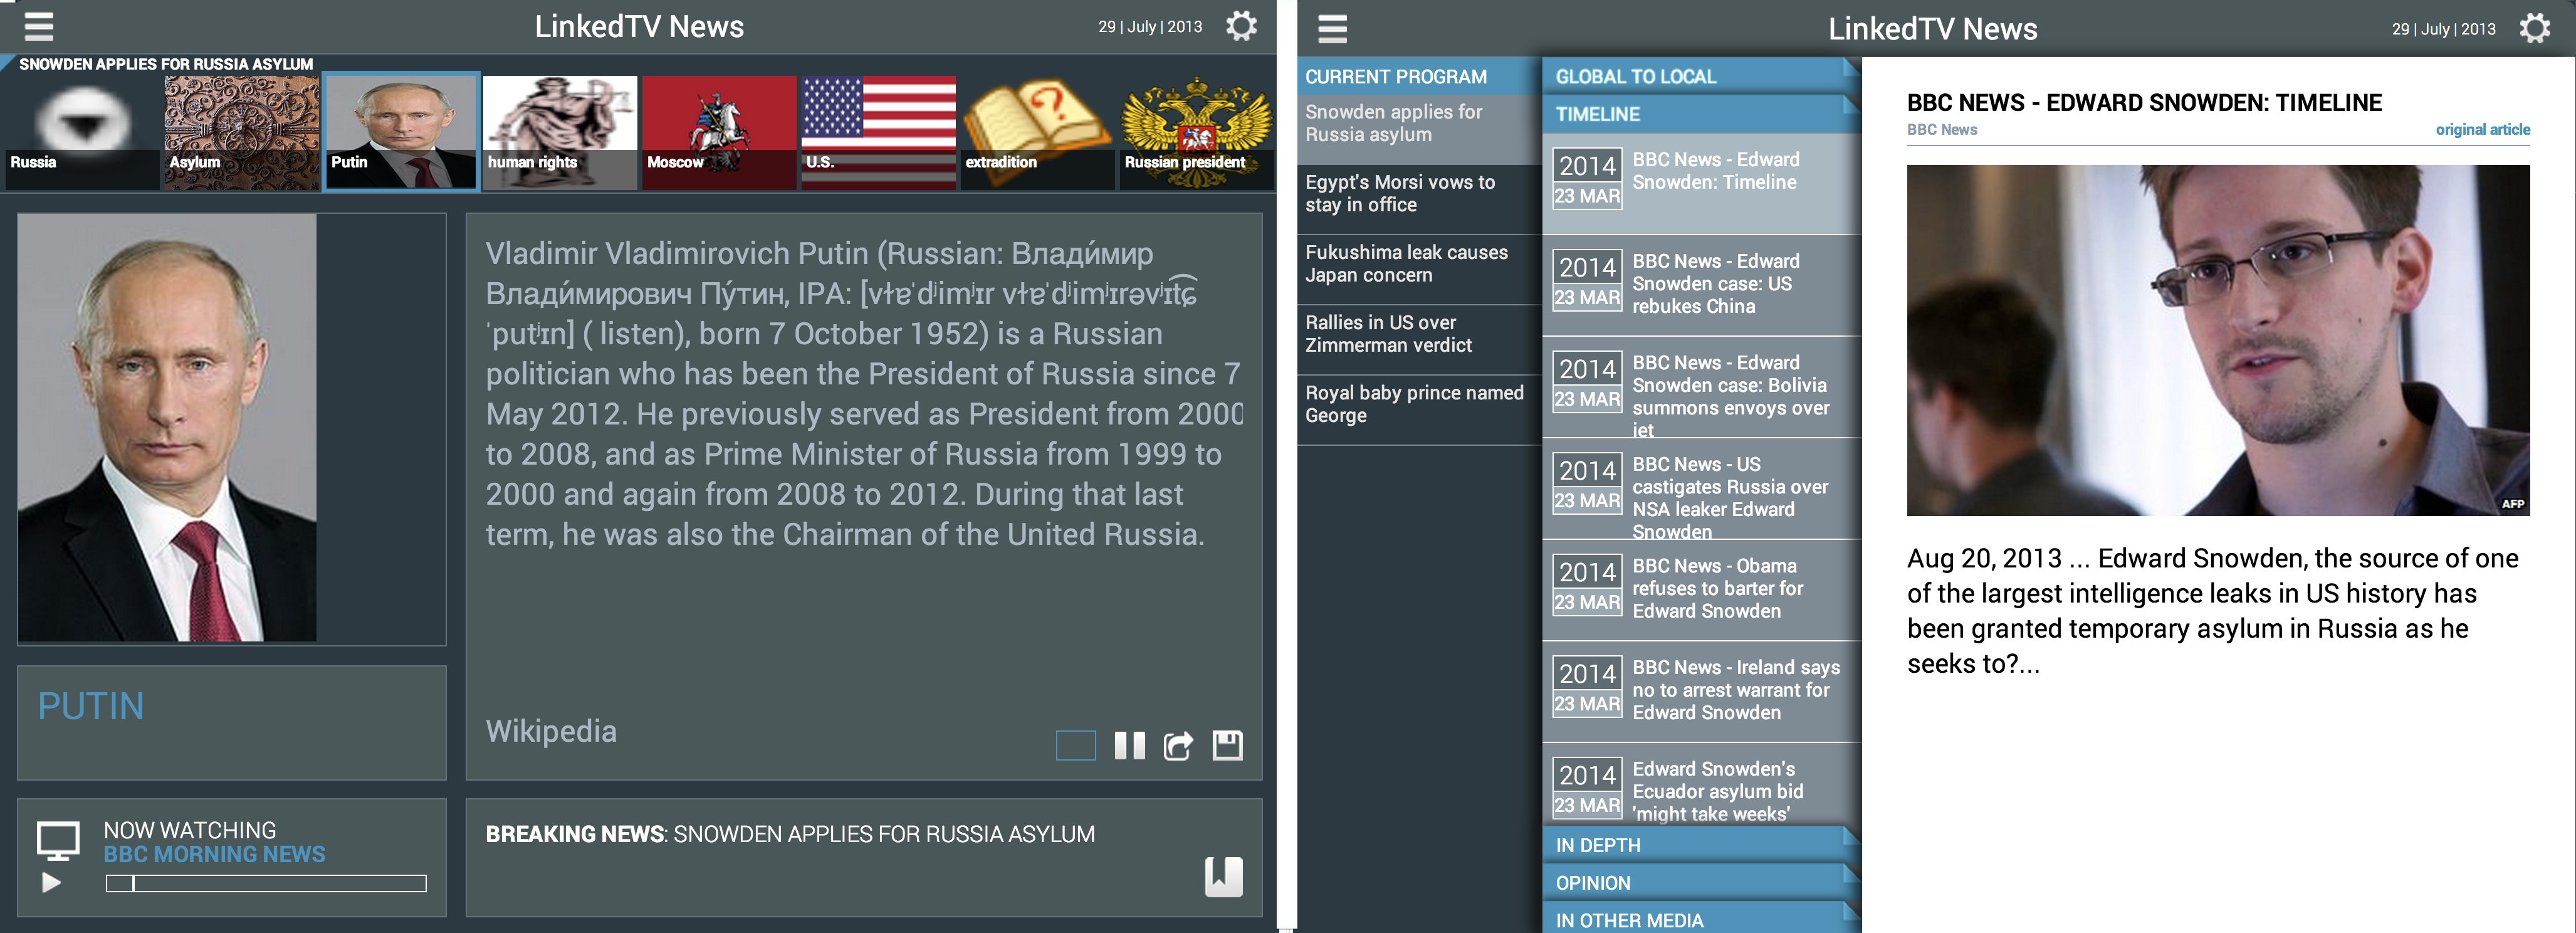 LinkedTV News
29 | July | 2013
SNOWDEN APPLIES FOR RUSSIA ASYLUM
Russia
Asylum
Putin
human rights
Moscow
U.S.
extradition
Russian president
Vladimir Vladimirovich Putin (Russian: Влади́мир
Влади́мирович Пу́тин, IPA: [vɫɐˈdʲimʲɪr vɫɐˈdʲimʲɪrəvʲɪt͡ɕ
ˈputʲɪn] ( listen), born 7 October 1952) is a Russian
politician who has been the President of Russia since 7
May 2012. He previously served as President from 2000
to 2008, and as Prime Minister of Russia from 1999 to
2000 and again from 2008 to 2012. During that last
term, he was also the Chairman of the United Russia.
Wikipedia
PUTIN
NOW WATCHING
BBC MORNING NEWS
BREAKING NEWS: SNOWDEN APPLIES FOR RUSSIA ASYLUM
LinkedTV News
29 | July | 2013
CURRENT PROGRAM
Snowden applies for
Russia asylum
Egypt's Morsi vows to
stay in office
Fukushima leak causes
Japan concern
Rallies in US over
Zimmerman verdict
Royal baby prince named
George
GLOBAL TO LOCAL
TIMELINE
2014
23 MAR
BBC News - Edward
Snowden: Timeline
2014
23 MAR
BBC News - Edward
Snowden case: US
rebukes China
2014
23 MAR
BBC News - Edward
Snowden case: Bolivia
summons envoys over
jet
2014
23 MAR
BBC News - US
castigates Russia over
NSA leaker Edward
Snowden
2014
23 MAR
BBC News - Obama
refuses to barter for
Edward Snowden
2014
23 MAR
BBC News - Ireland says
no to arrest warrant for
Edward Snowden
2014
23 MAR
Edward Snowden's
Ecuador asylum bid
'might take weeks'
IN DEPTH
OPINION
IN OTHER MEDIA
BBC NEWS - EDWARD SNOWDEN: TIMELINE
BBC News
original article
AFP
Aug 20, 2013 ... Edward Snowden, the source of one
of the largest intelligence leaks in US history has
been granted temporary asylum in Russia as he
seeks to?...